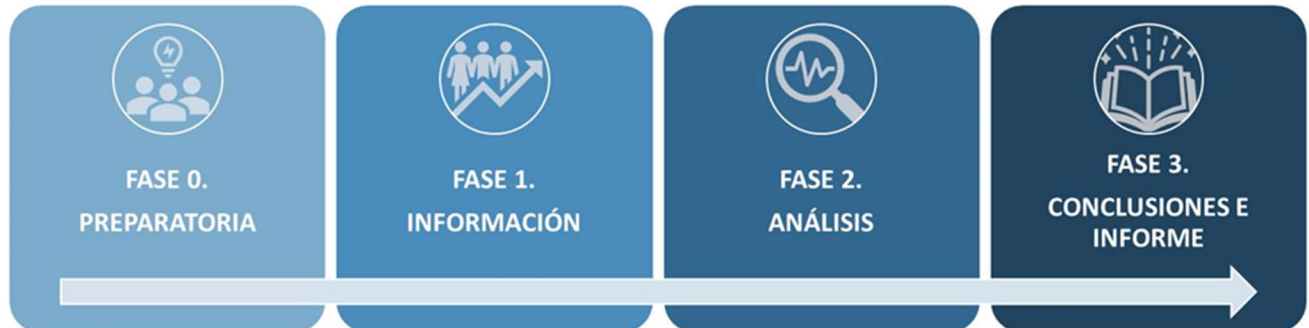 FASE 0.
PREPARATORIA
FASE 1.
INFORMACIÓN
FASE 2.
ANÁLISIS
FASE 3.
CONCLUSIONES E
INFORME